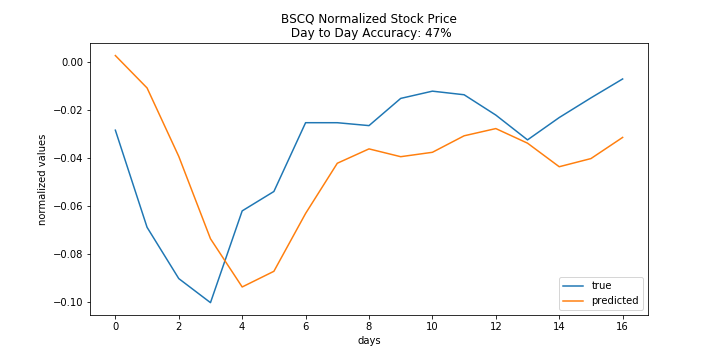 BSCQ Normalized Stock Price
Day to Day Accuracy: 47%
0.00
−0.02
−0.04
−0.06
−0.08
−0.10
normalized values
0 2 4 6 8 10 12 14 16
days
true
predicted